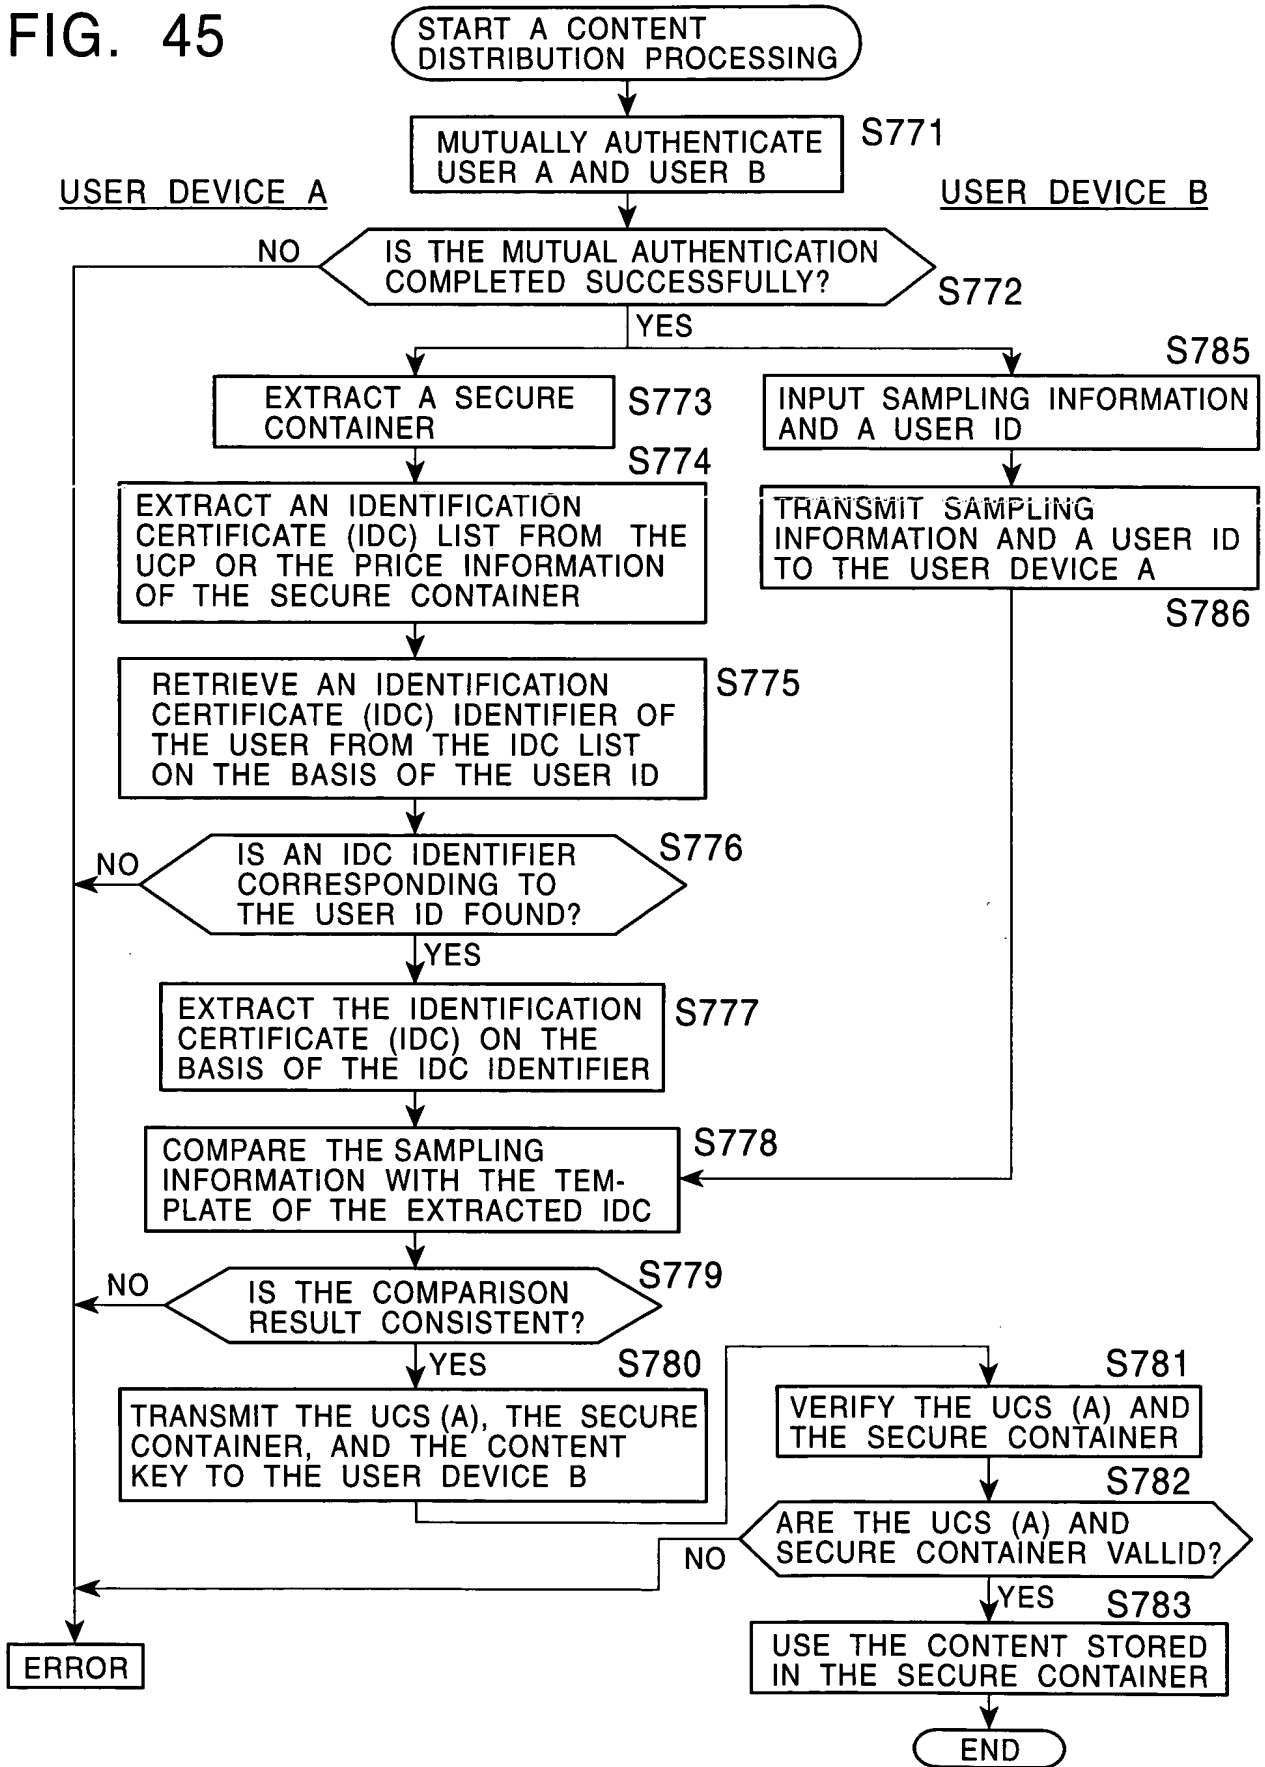 FIG. 45
START A CONTENT
DISTRIBUTION PROCESSING
MUTUALLY AUTHENTICATE
USER A AND USER B
S771
USER DEVICE A
USER DEVICE B
NO
IS THE MUTUAL AUTHENTICATION
COMPLETED SUCCESSFULLY?
S772
YES
EXTRACT A SECURE
CONTAINER
S773
S785
INPUT SAMPLING INFORMATION
AND A USER ID
S774
EXTRACT AN IDENTIFICATION
CERTIFICATE (IDC) LIST FROM THE
UCP OR THE PRICE INFORMATION
OF THE SECURE CONTAINER
TRANSMIT SAMPLING
INFORMATION AND A USER ID
TO THE USER DEVICE A
S786
RETRIEVE AN IDENTIFICATION
CERTIFICATE (IDC) IDENTIFIER OF
THE USER FROM THE IDC LIST
ON THE BASIS OF THE USER ID
S775
NO
IS AN IDC IDENTIFIER
CORRESPONDING TO
THE USER ID FOUND?
S776
YES
EXTRACT THE IDENTIFICATION
CERTIFICATE (IDC) ON THE
BASIS OF THE IDC IDENTIFIER
S777
COMPARE THE SAMPLING
INFORMATION WITH THE TEM-
PLATE OF THE EXTRACTED IDC
S778
NO
IS THE COMPARISON
RESULT CONSISTENT?
S779
YES
S780
TRANSMIT THE UCS (A), THE SECURE
CONTAINER, AND THE CONTENT
KEY TO THE USER DEVICE B
S781
VERIFY THE UCS (A) AND
THE SECURE CONTAINER
S782
ARE THE UCS (A) AND
SECURE CONTAINER VALLID?
NO
YES
S783
USE THE CONTENT STORED
IN THE SECURE CONTAINER
ERROR
END